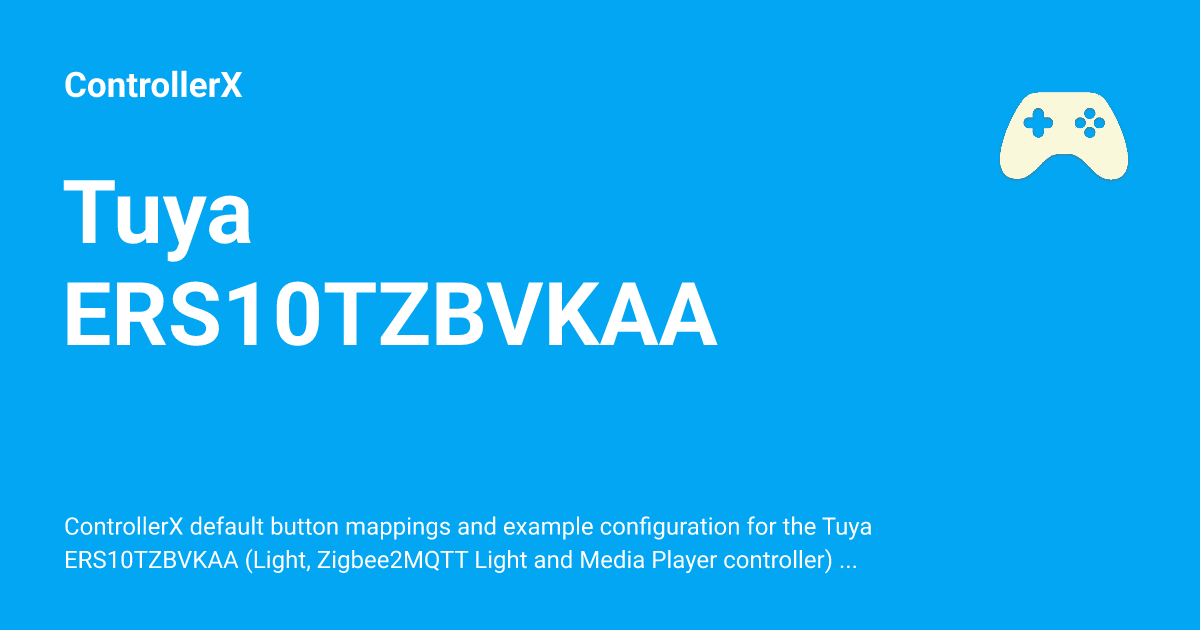 ControllerX
Tuya
ERS10TZBVKAA
ControllerX default button mappings and example configuration for the Tuya
ERS10TZBVKAA (Light, Zigbee2MQTT Light and Media Player controller) ...